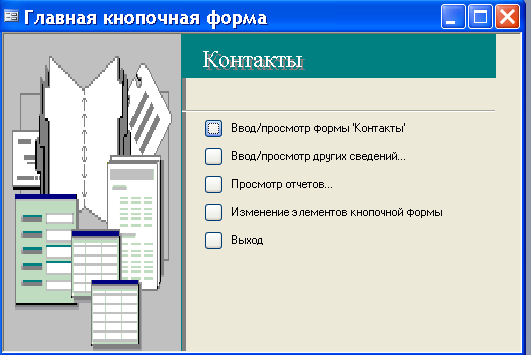 Главная кнопочная форма
Контакты
Ввод/просмотр формы 'Контакты'
Ввод/просмотр других сведений...
Просмотр отчетов...
Изменение элементов кнопочной формы
Выход